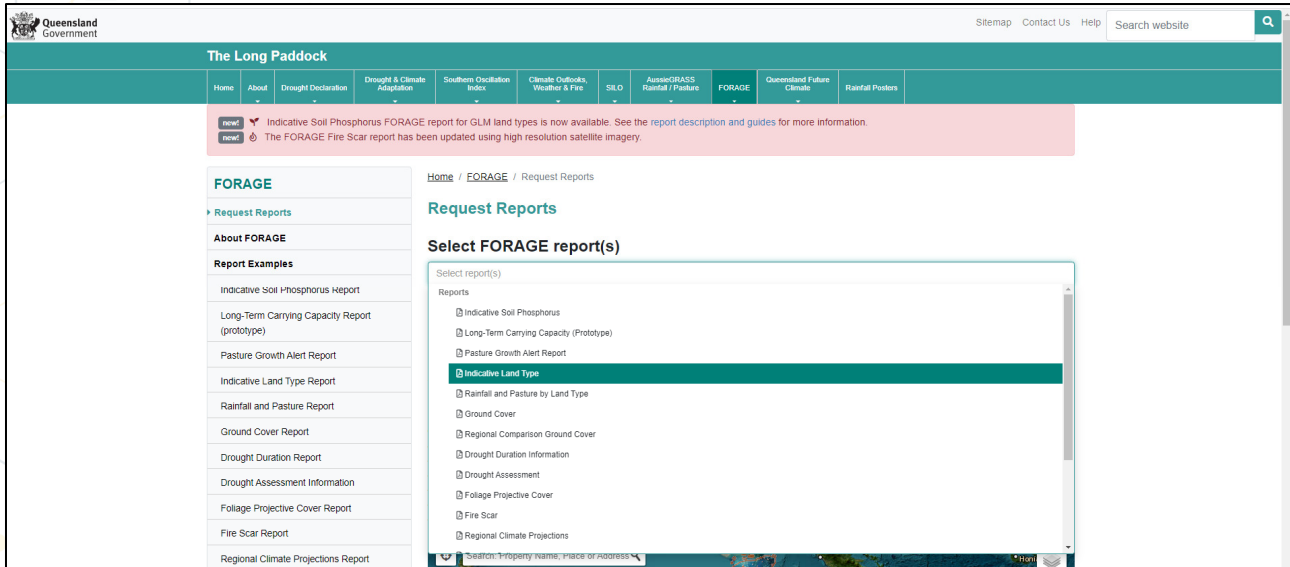 Queensland
Government
Sitemap Contact Us Help Search website
The Long Paddock
Home About Drought Declaration Drought & Climate Adaptation Southern Oscillation Index Climate Outlooks, Weather & Fire SILO AussieGRASS Rainfall / Pasture FORAGE Queensland Future Climate Rainfall Posters
new! Indicative Soil Phosphorus FORAGE report for GLM land types is now available. See the report description and guides for more information.
new! The FORAGE Fire Scar report has been updated using high resolution satellite imagery.
FORAGE
Request Reports
About FORAGE
Report Examples
Indicative Soil Phosphorus Report
Long-Term Carrying Capacity Report
(prototype)
Pasture Growth Alert Report
Indicative Land Type Report
Rainfall and Pasture Report
Ground Cover Report
Drought Duration Report
Drought Assessment Information
Foliage Projective Cover Report
Fire Scar Report
Regional Climate Projections Report
Home / FORAGE / Request Reports
Request Reports
Select FORAGE report(s)
Select report(s)
Reports
Indicative Soil Phosphorus
Long-Term Carrying Capacity (Prototype)
Pasture Growth Alert Report
Indicative Land Type
Rainfall and Pasture by Land Type
Ground Cover
Regional Comparison Ground Cover
Drought Duration Information
Drought Assessment
Foliage Projective Cover
Fire Scar
Regional Climate Projections
Search: Property Name, Place or Address